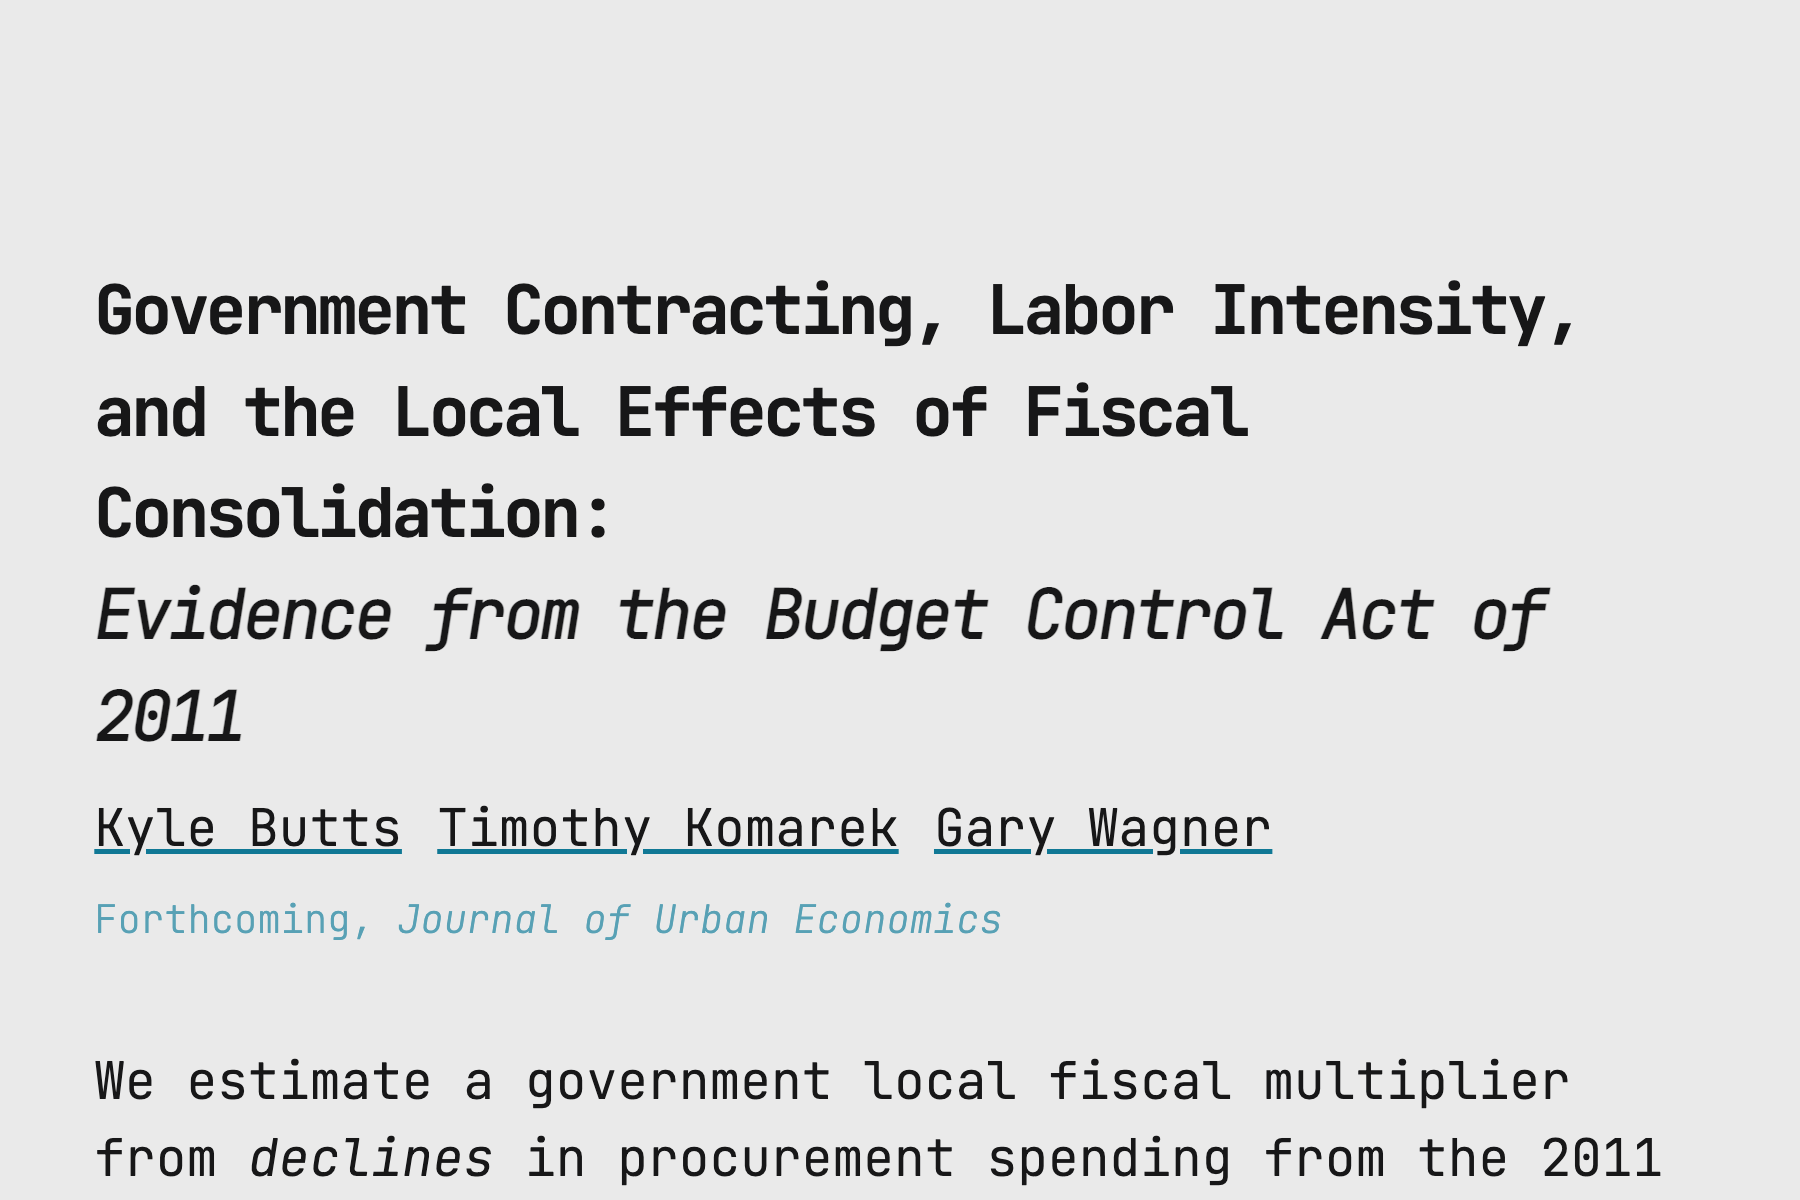 Government Contracting, Labor Intensity,
and the Local Effects of Fiscal
Consolidation:
Evidence from the Budget Control Act of
2011
Kyle Butts Timothy Komarek Gary Wagner
Forthcoming, Journal of Urban Economics
We estimate a government local fiscal multiplier
from declines in procurement spending from the 2011